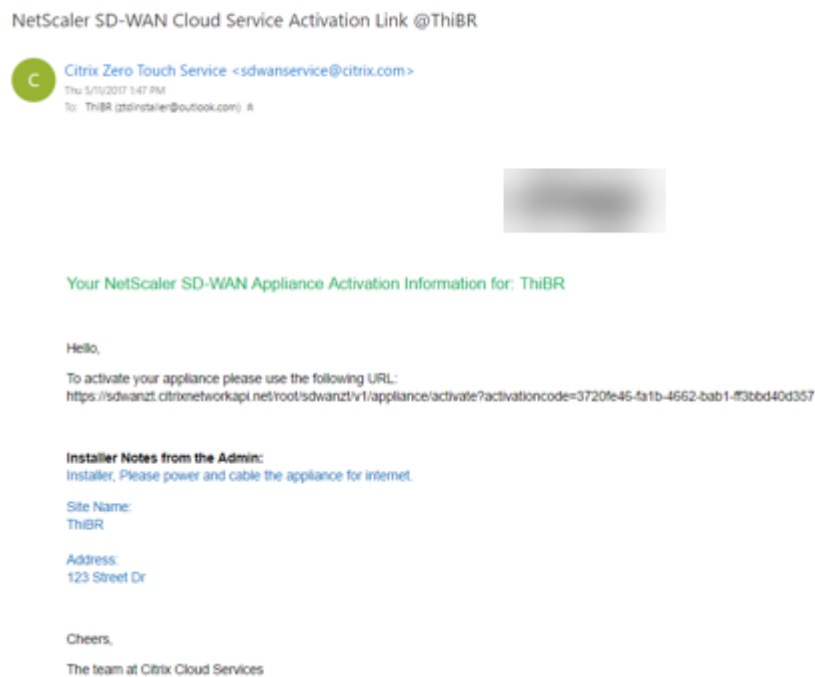 NetScaler SD-WAN Cloud Service Activation Link @ThiBR
C
Citrix Zero Touch Service <sdwanservice@citrix.com>
Thu 5/11/2017 1:47 PM
To: ThiBR (ztdinstaller@outlook.com)
Your NetScaler SD-WAN Appliance Activation Information for: ThiBR
Hello,
To activate your appliance please use the following URL:
https://sdwanzt.citrixnetworkapi.net/root/sdwanzt/v1/appliance/activate?activationcode=3720fe46-fa1b-4662-bab1-ff3bbd40d357
Installer Notes from the Admin:
Installer, Please power and cable the appliance for internet.
Site Name:
ThiBR
Address:
123 Street Dr
Cheers,
The team at Citrix Cloud Services